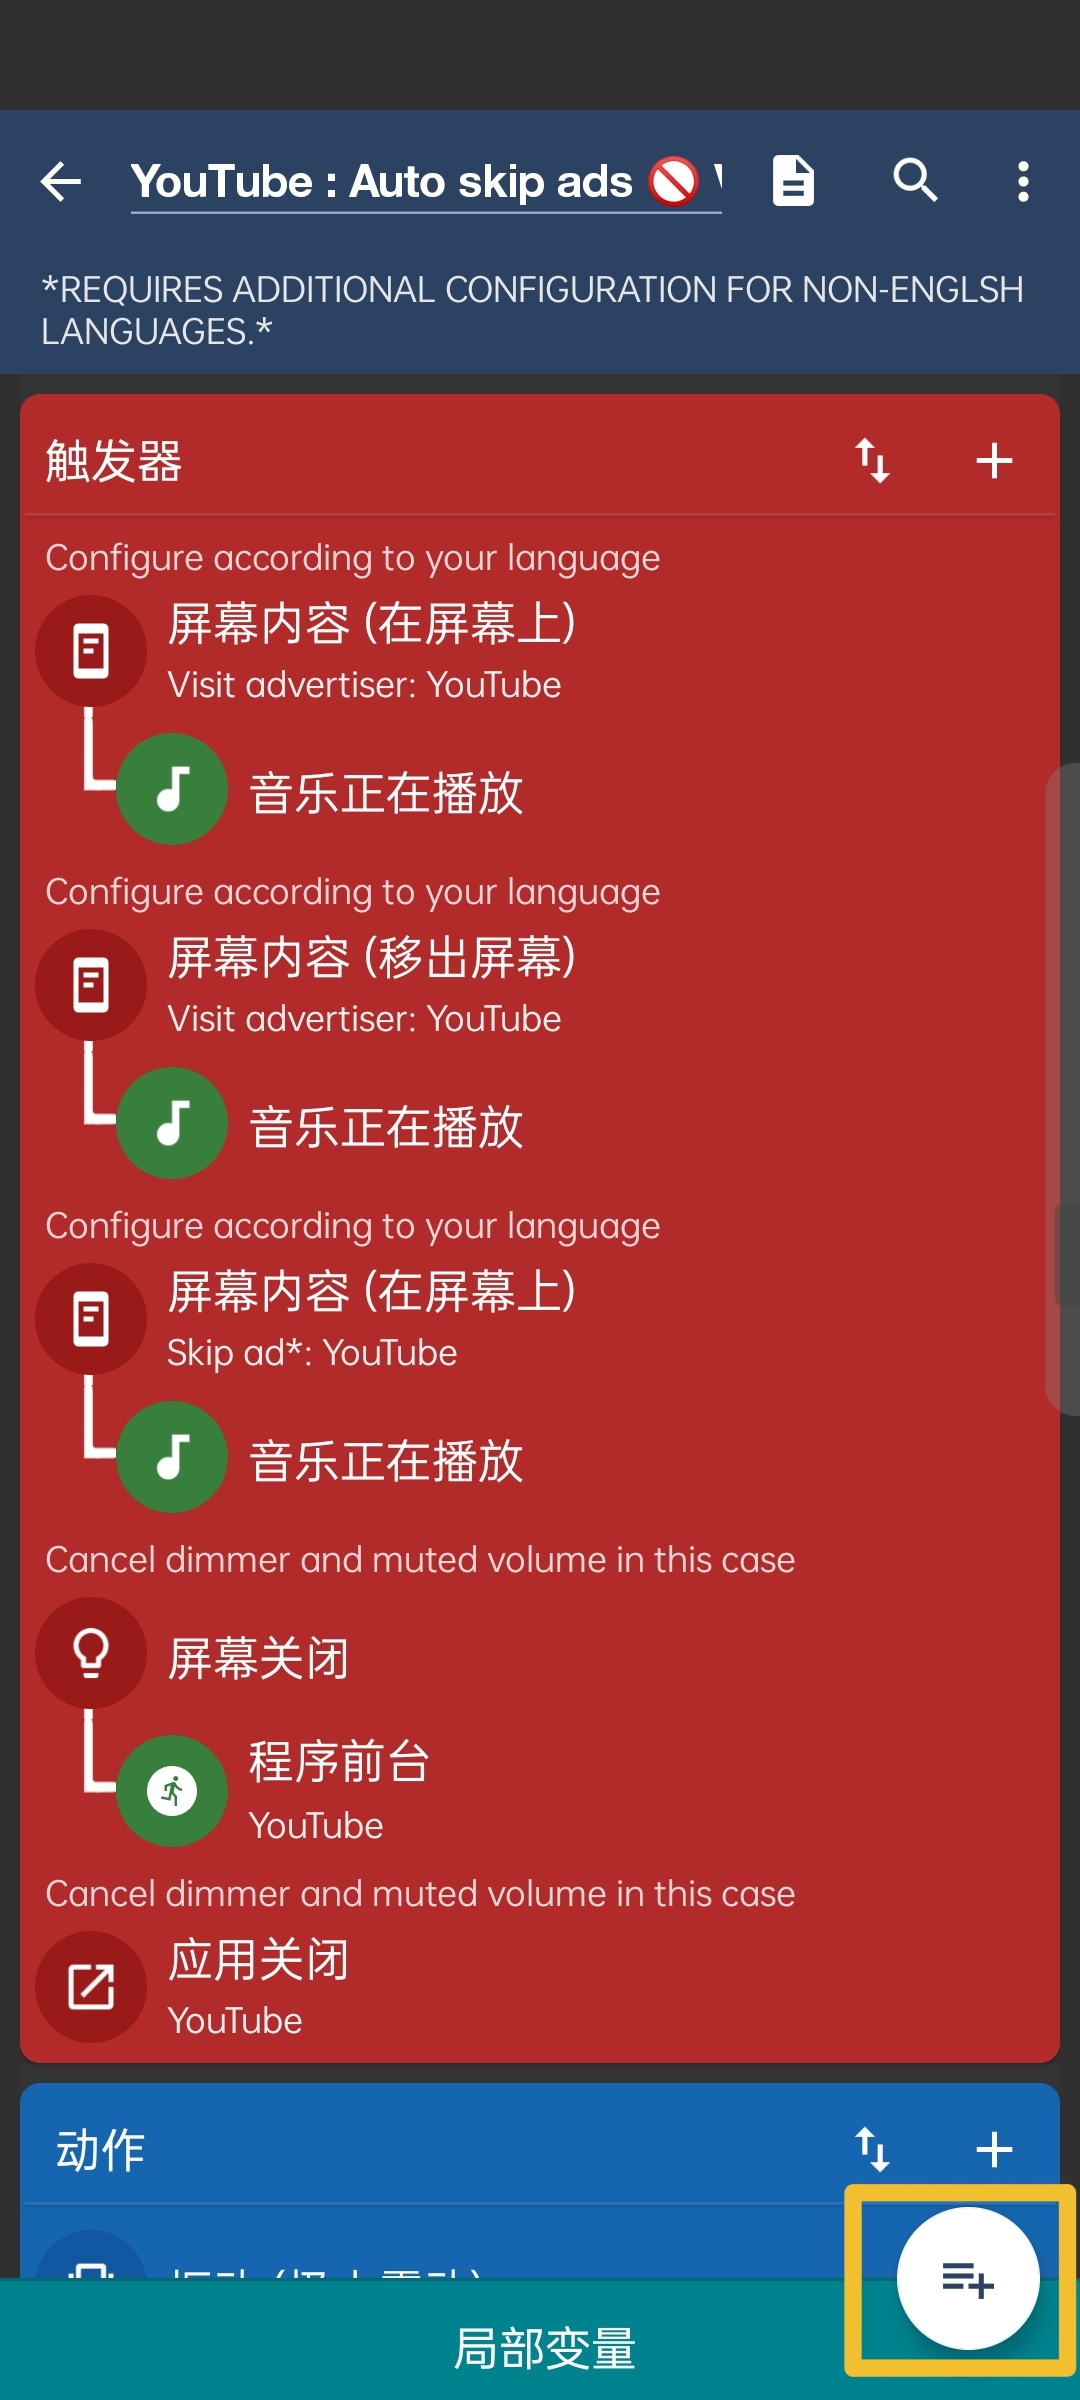 YouTube : Auto skip ads 🚫
*REQUIRES ADDITIONAL CONFIGURATION FOR NON-ENGLSH
LANGUAGES.*
触发器
Configure according to your language
屏幕内容 (在屏幕上)
Visit advertiser: YouTube
音乐正在播放
Configure according to your language
屏幕内容 (移出屏幕)
Visit advertiser: YouTube
音乐正在播放
Configure according to your language
屏幕内容 (在屏幕上)
Skip ad*: YouTube
音乐正在播放
Cancel dimmer and muted volume in this case
屏幕关闭
程序前台
YouTube
Cancel dimmer and muted volume in this case
应用关闭
YouTube
动作
局部变量